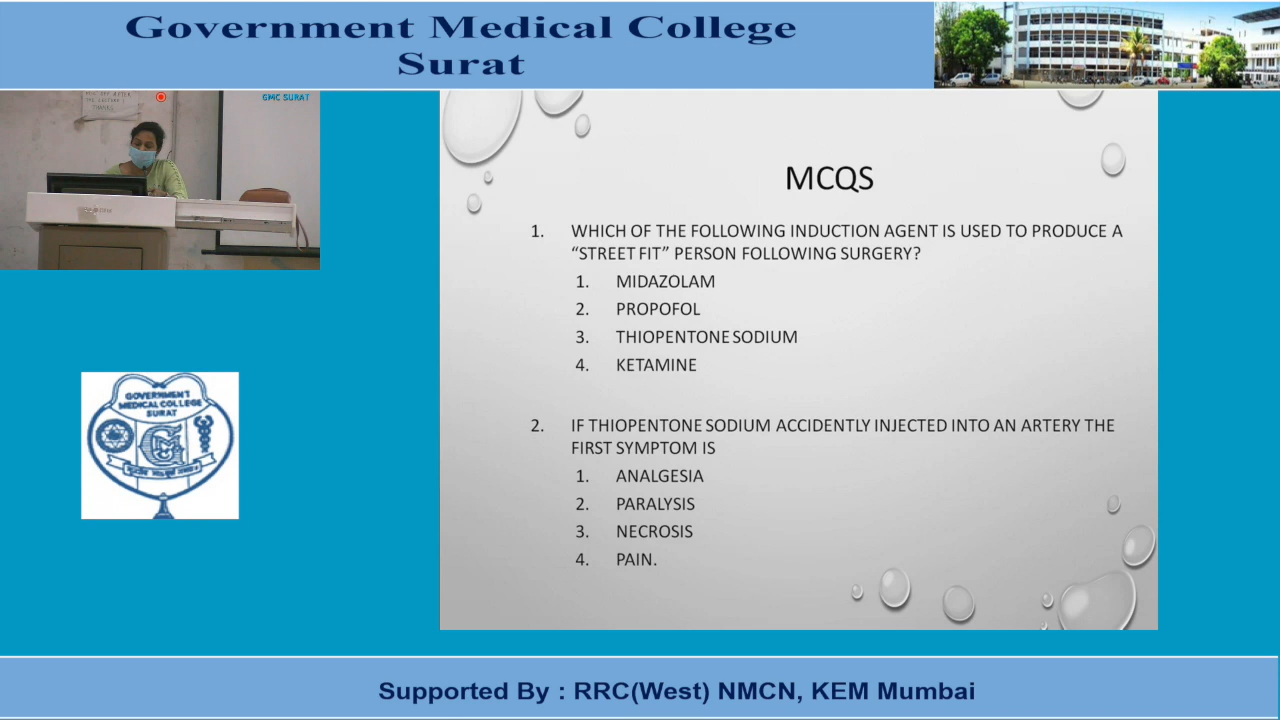 Government Medical College
Surat
THANKS
GMC SURAT
GOVERNMENT
MEDICAL COLLEGE
SURAT
MCQS
1. WHICH OF THE FOLLOWING INDUCTION AGENT IS USED TO PRODUCE A
“STREET FIT” PERSON FOLLOWING SURGERY?
1. MIDAZOLAM
2. PROPOFOL
3. THIOPENTONE SODIUM
4. KETAMINE
2. IF THIOPENTONE SODIUM ACCIDENTLY INJECTED INTO AN ARTERY THE
FIRST SYMPTOM IS
1. ANALGESIA
2. PARALYSIS
3. NECROSIS
4. PAIN.
Supported By : RRC(West) NMCN, KEM Mumbai